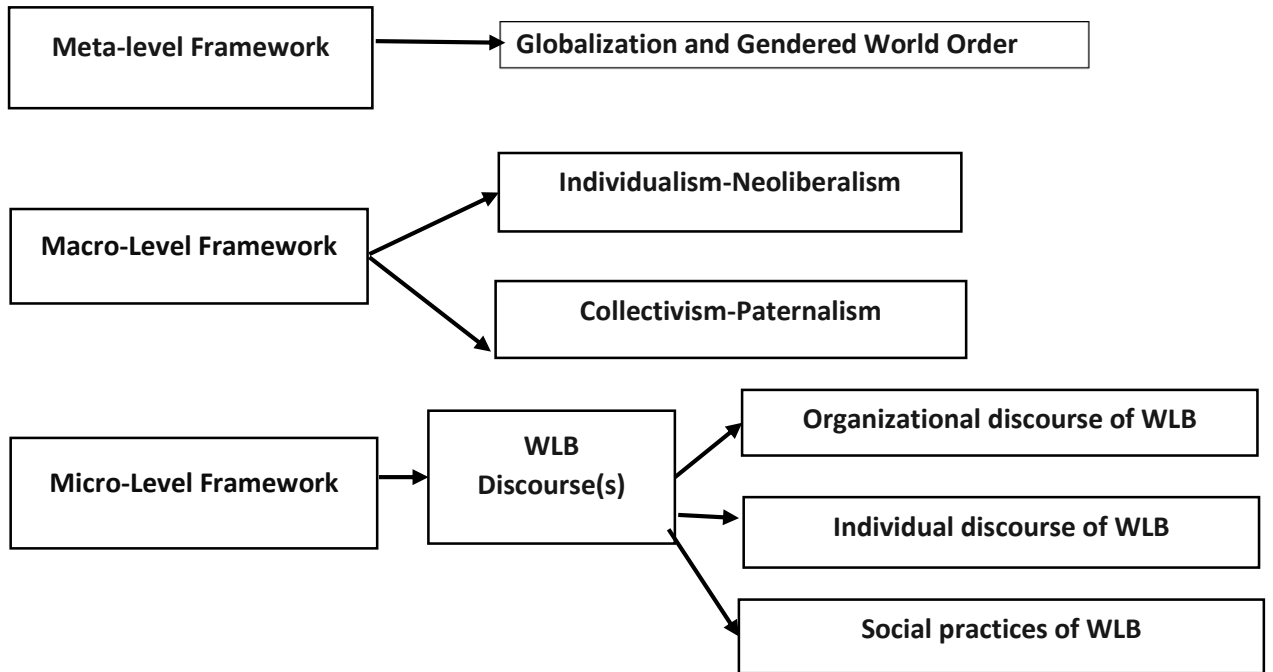 Meta-level Framework
Globalization and Gendered World Order
Individualism-Neoliberalism
Macro-Level Framework
Collectivism-Paternalism
Organizational discourse of WLB
WLB
Discourse(s)
Micro-Level Framework
Individual discourse of WLB
Social practices of WLB